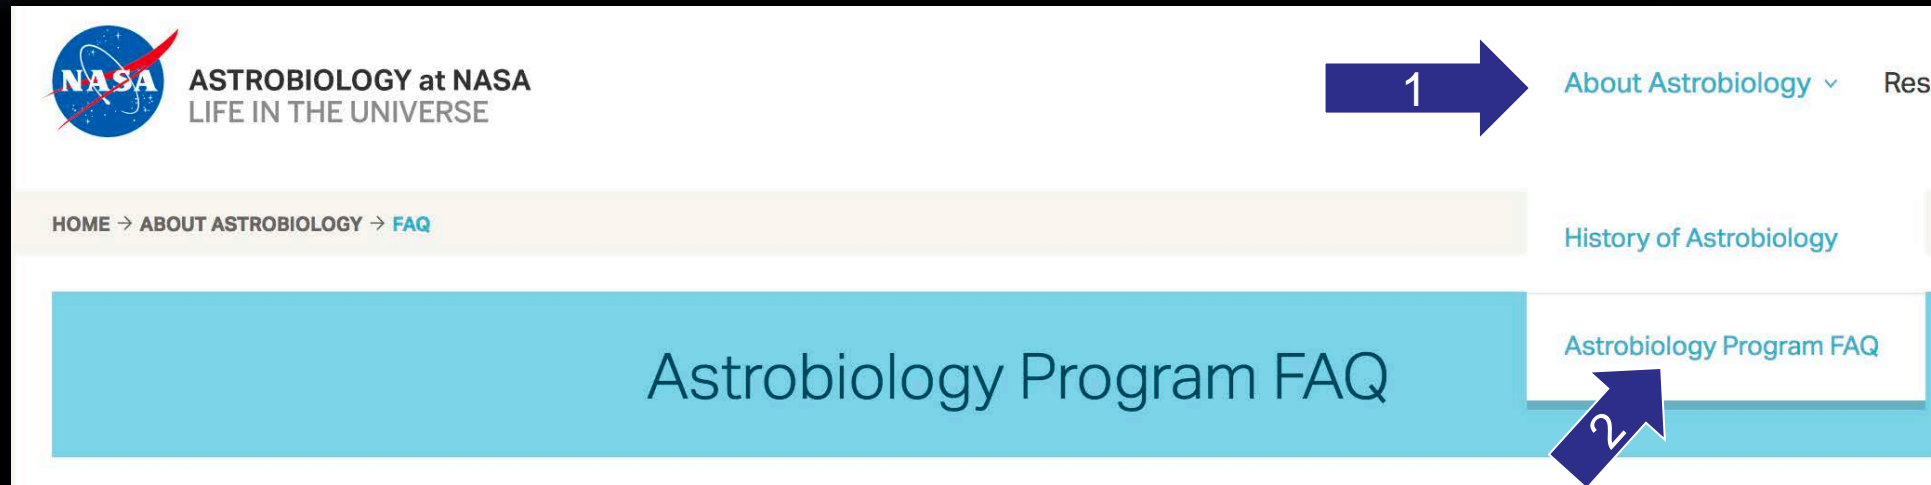 NASA
ASTROBIOLOGY at NASA
LIFE IN THE UNIVERSE
1
About Astrobiology
Res
HOME → ABOUT ASTROBIOLOGY → FAQ
History of Astrobiology
Astrobiology Program FAQ
Astrobiology Program FAQ
2